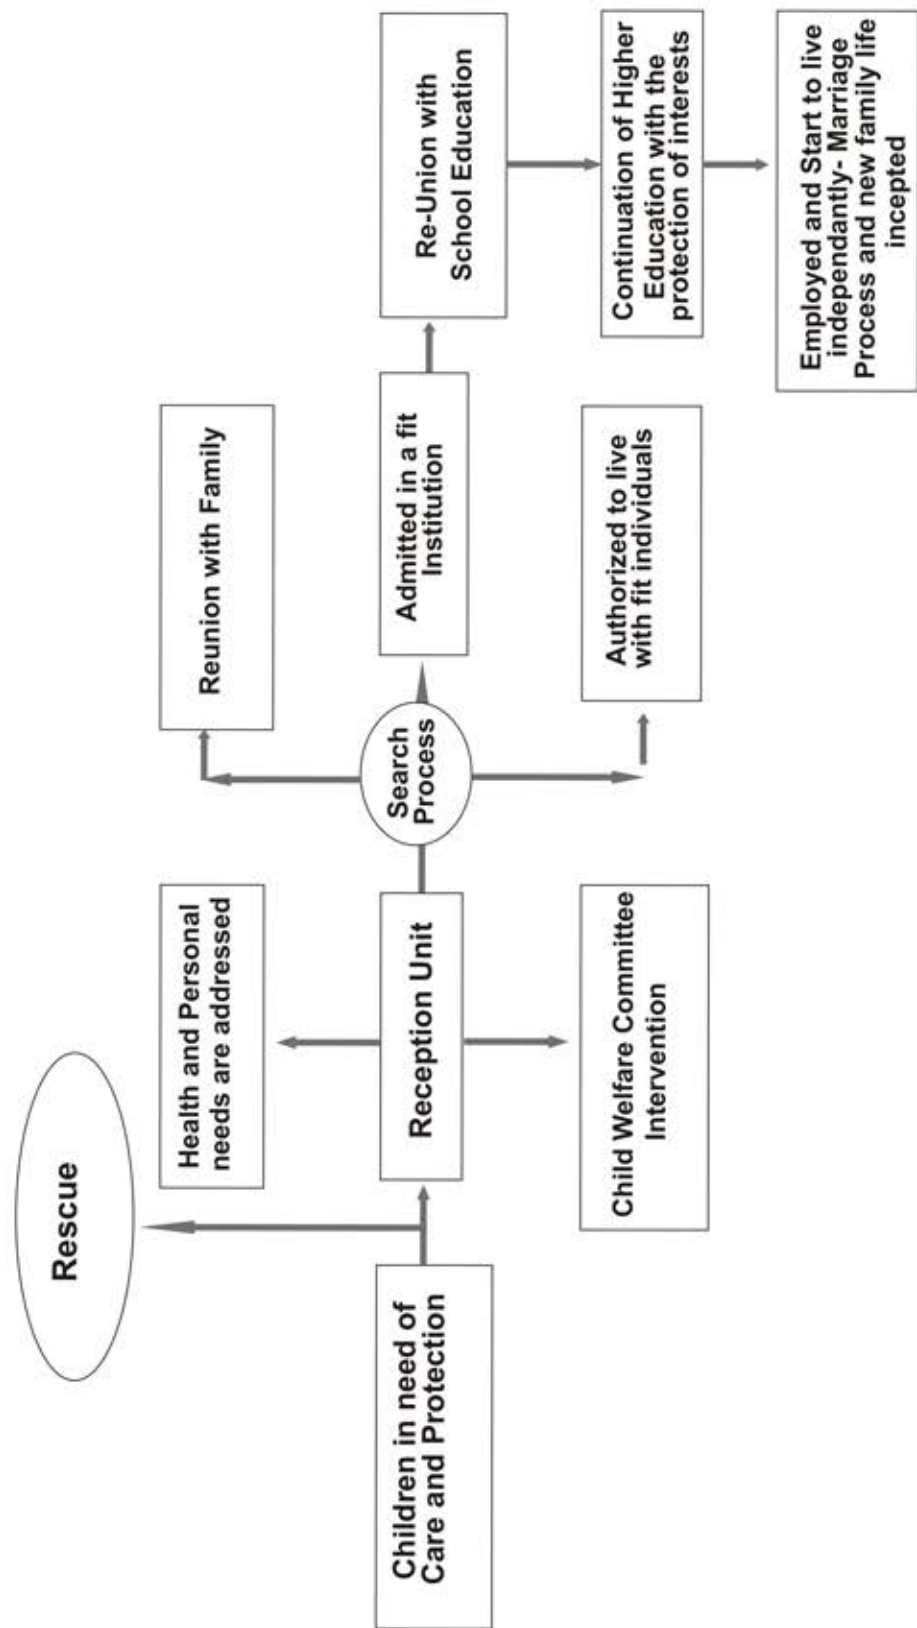 Rescue
Children in need of
Care and Protection
Health and Personal
needs are addressed
Reception Unit
Child Welfare Committee
Intervention
Search
Process
Reunion with Family
Admitted in a fit
Institution
Authorized to live
with fit individuals
Re-Union with
School Education
Continuation of Higher
Education with the
protection of interests
Employed and Start to live
independantly- Marriage
Process and new family life
incepted